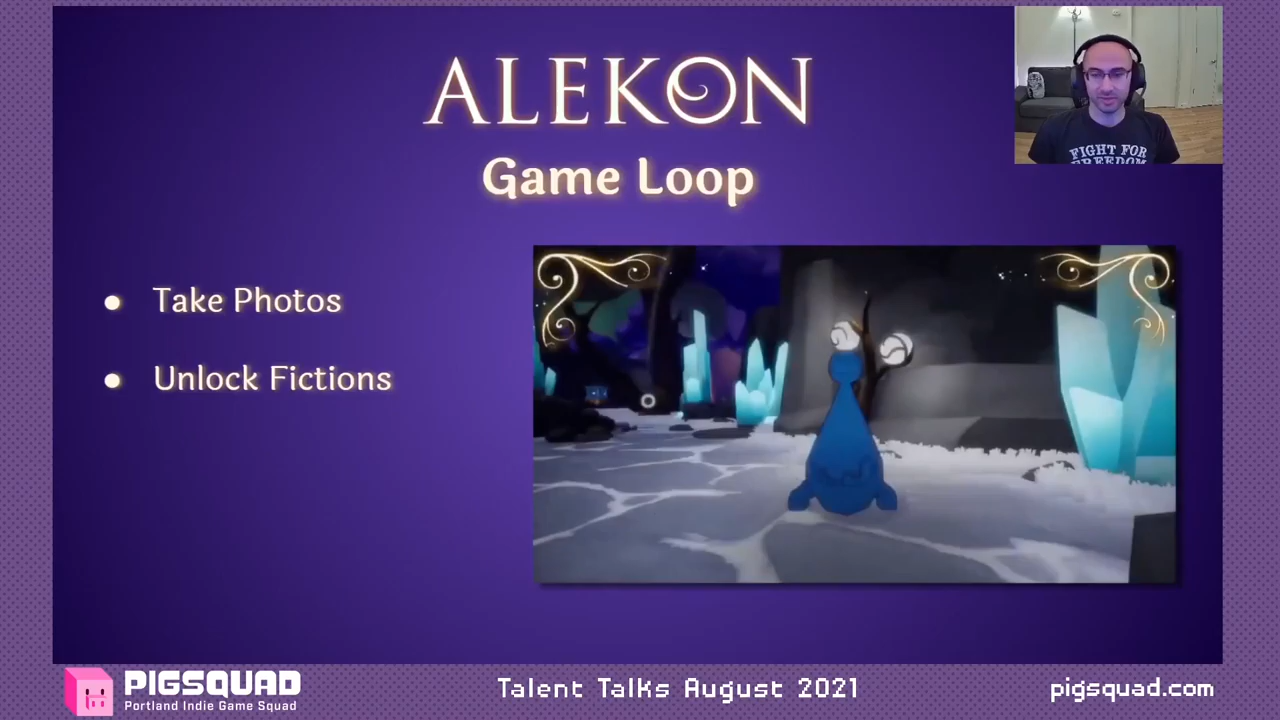 ALEKON
Game Loop
FIGHT FOR
FREEDOM
• Take Photos
• Unlock Fictions
PIGSQUAD
Portland Indie Game Squad
Talent Talks August 2021
pigsquad.com